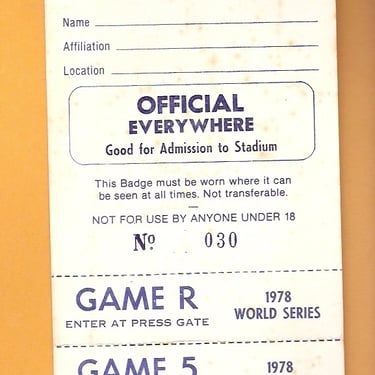 Name
Affiliation
Location
OFFICIAL
EVERYWHERE
Good for Admission to Stadium
This Badge must be worn where it can
be seen at all times. Not transferable.
—
NOT FOR USE BY ANYONE UNDER 18
No 030
GAME R
ENTER AT PRESS GATE
1978
WORLD SERIES
GAME 5
1978